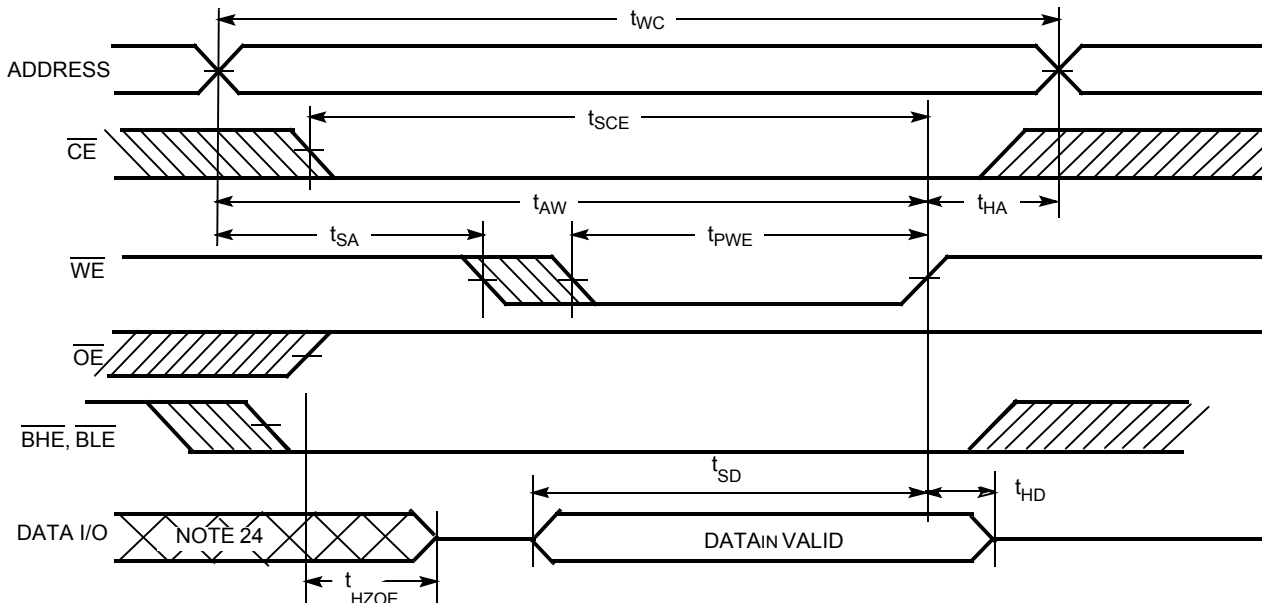 tWC
ADDRESS
tSCE
CE
tAW
tHA
tSA
tPWE
WE
OE
BHE, BLE
tSD
tHD
DATA I/O
NOTE 24
DATAIN VALID
tHZOE